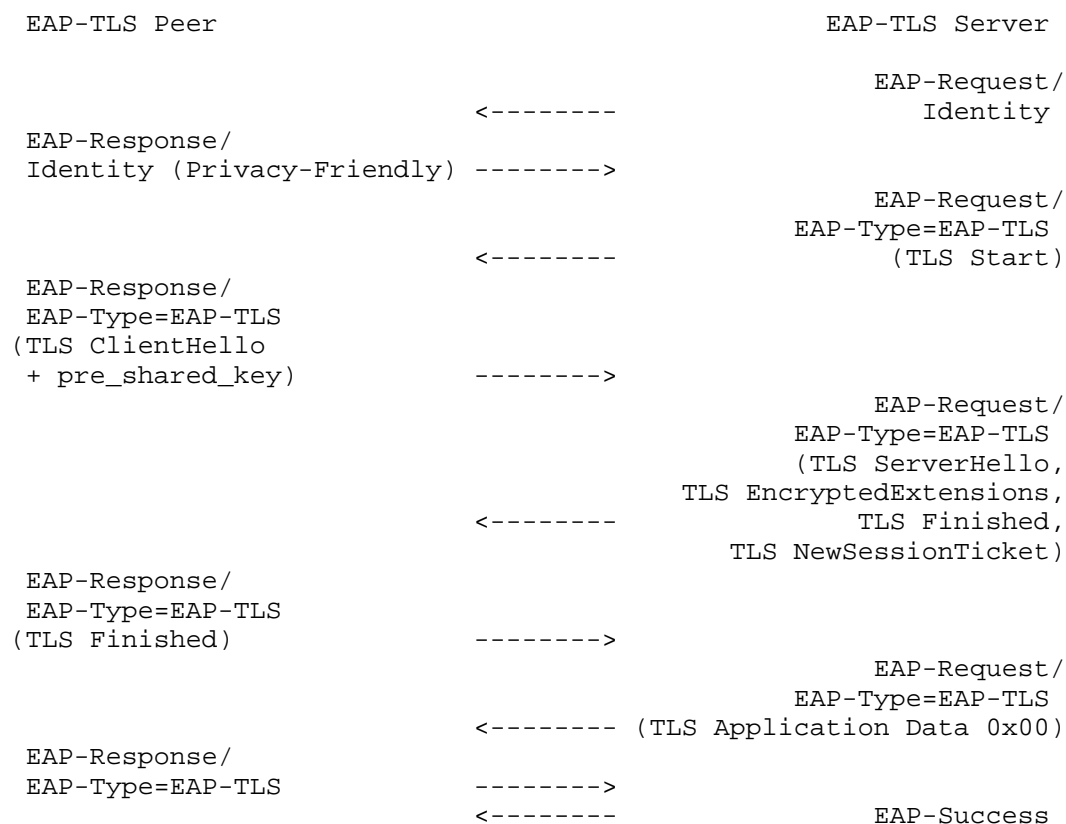 EAP-TLS Peer                                      EAP-TLS Server

                                                     EAP-Request/
                             <--------                   Identity
EAP-Response/
Identity (Privacy-Friendly) -------->
                                                     EAP-Request/
                                                EAP-Type=EAP-TLS
                             <--------                (TLS Start)
EAP-Response/
EAP-Type=EAP-TLS
(TLS ClientHello
+ pre_shared_key)            -------->
                                                     EAP-Request/
                                                EAP-Type=EAP-TLS
                                                (TLS ServerHello,
                                         TLS EncryptedExtensions,
                             <--------              TLS Finished,
                                            TLS NewSessionTicket)
EAP-Response/
EAP-Type=EAP-TLS
(TLS Finished)               -------->
                                                     EAP-Request/
                                                EAP-Type=EAP-TLS
                             <-------- (TLS Application Data 0x00)
EAP-Response/
EAP-Type=EAP-TLS             -------->
                             <--------                EAP-Success